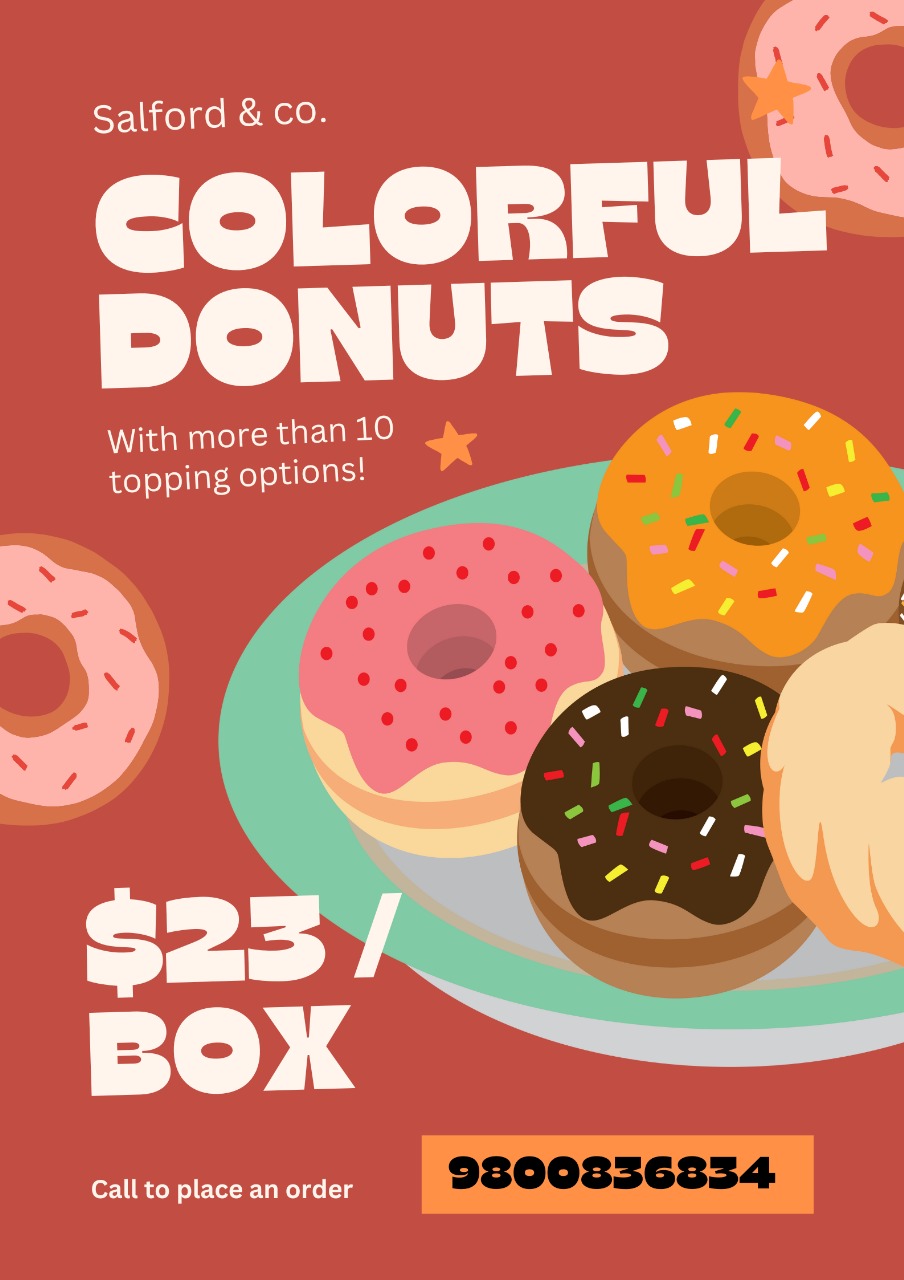 Salford & co.
COLORFUL
DONUTS
With more than 10
topping options!
$23 /
BOX
Call to place an order
9800836834